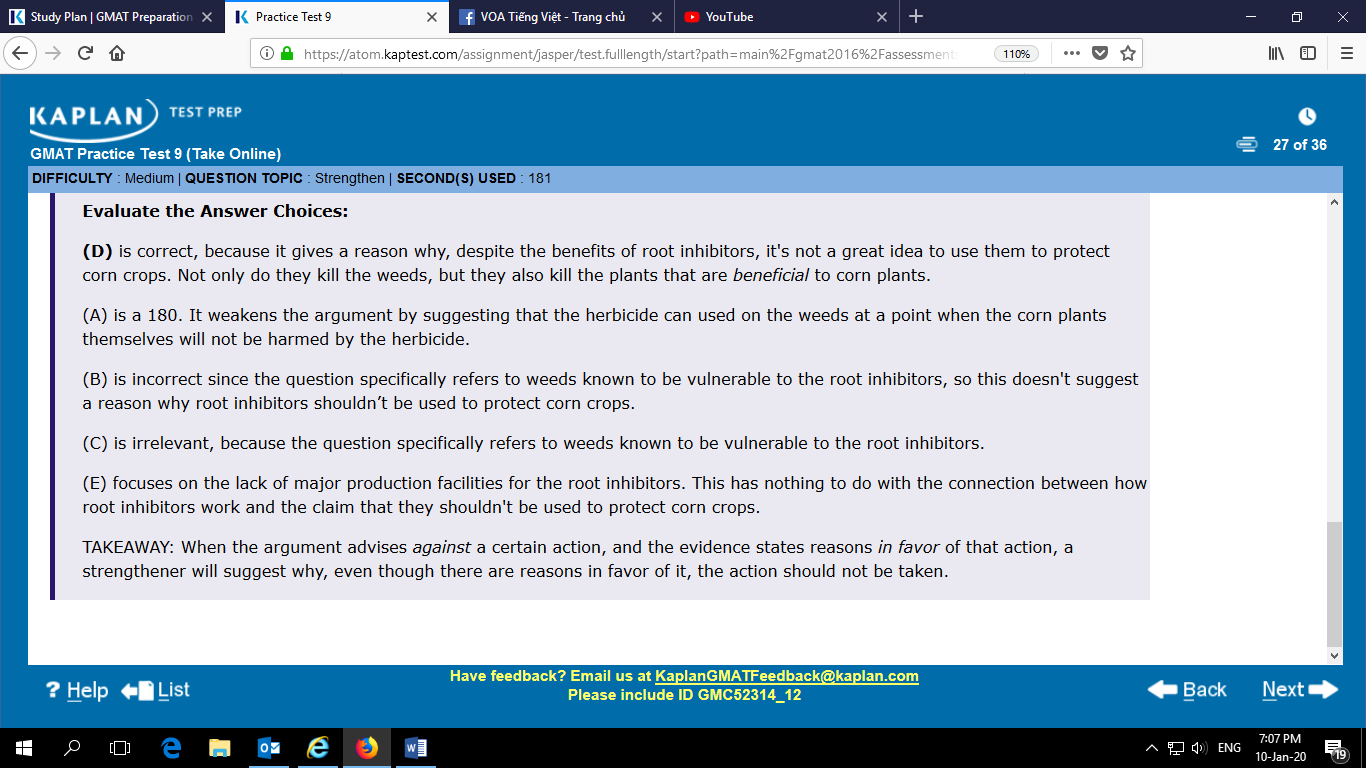 Study Plan | GMAT Preparation
Practice Test 9
VOA Tiếng Việt - Trang chủ
YouTube
https://atom.kaptest.com/assignment/jasper/test.fulllength/start?path=main%2Fgmat2016%2Fassessment
110%
KAPLAN TEST PREP
GMAT Practice Test 9 (Take Online)
27 of 36
DIFFICULTY : Medium | QUESTION TOPIC : Strengthen | SECOND(S) USED : 181
Evaluate the Answer Choices:
(D) is correct, because it gives a reason why, despite the benefits of root inhibitors, it's not a great idea to use them to protect
corn crops. Not only do they kill the weeds, but they also kill the plants that are beneficial to corn plants.
(A) is a 180. It weakens the argument by suggesting that the herbicide can used on the weeds at a point when the corn plants
themselves will not be harmed by the herbicide.
(B) is incorrect since the question specifically refers to weeds known to be vulnerable to the root inhibitors, so this doesn't suggest
a reason why root inhibitors shouldn’t be used to protect corn crops.
(C) is irrelevant, because the question specifically refers to weeds known to be vulnerable to the root inhibitors.
(E) focuses on the lack of major production facilities for the root inhibitors. This has nothing to do with the connection between how
root inhibitors work and the claim that they shouldn't be used to protect corn crops.
TAKEAWAY: When the argument advises against a certain action, and the evidence states reasons in favor of that action, a
strengthener will suggest why, even though there are reasons in favor of it, the action should not be taken.
Have feedback? Email us at KaplanGMATFeedback@kaplan.com
Please include ID GMC52314_12
? Help
List
Back
Next
ENG
7:07 PM
10-Jan-20
19